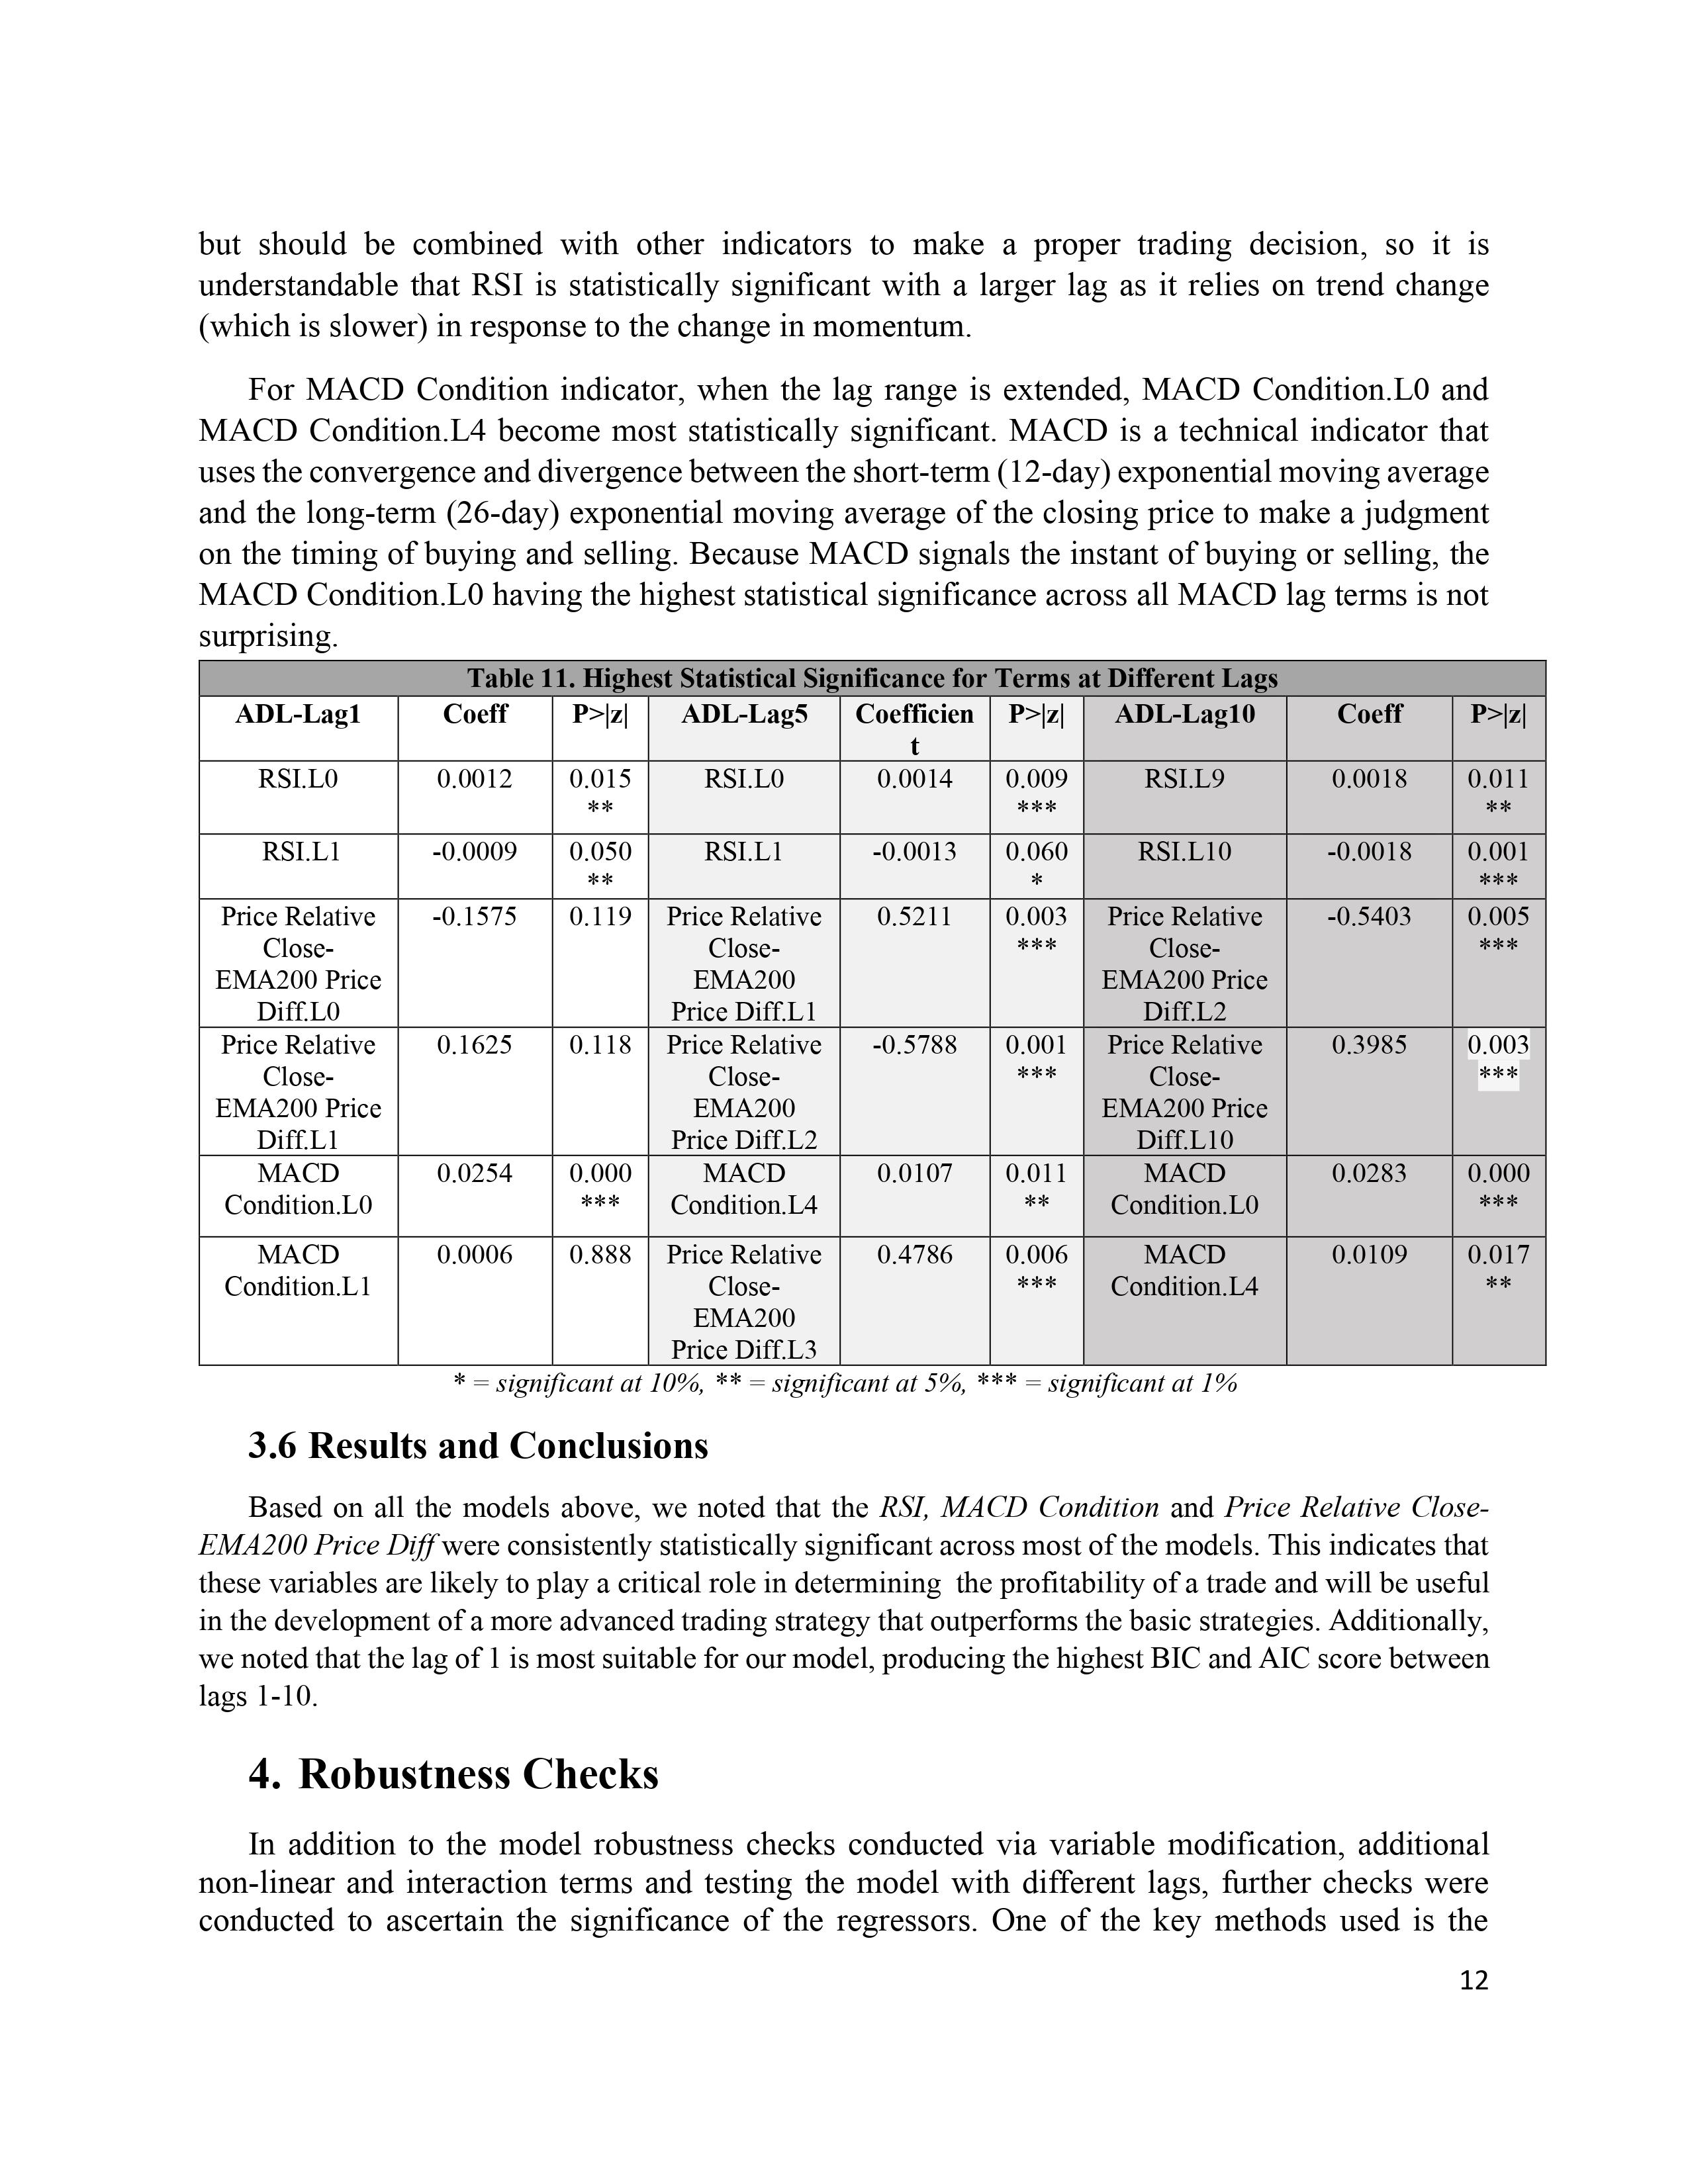 but should be combined with other indicators to make a proper trading decision, so it is
understandable that RSI is statistically significant with a larger lag as it relies on trend change
(which is slower) in response to the change in momentum.
For MACD Condition indicator, when the lag range is extended, MACD Condition.L0 and
MACD Condition.L4 become most statistically significant. MACD is a technical indicator that
uses the convergence and divergence between the short-term (12-day) exponential moving average
and the long-term (26-day) exponential moving average of the closing price to make a judgment
on the timing of buying and selling. Because MACD signals the instant of buying or selling, the
MACD Condition.L0 having the highest statistical significance across all MACD lag terms is not
surprising.
Table 11. Highest Statistical Significance for Terms at Different Lags
ADL-Lag1 Coeff P>|z| ADL-Lag5 Coefficien P>|z| ADL-Lag10 Coeff P>|z|
t
RSI.L0 0.0012 0.015 RSI.L0 0.0014 0.009 RSI.L9 0.0018 0.011
** *** **
RSI.L1 -0.0009 0.050 RSI.L1 -0.0013 0.060 RSI.L10 -0.0018 0.001
** * ***
Price Relative -0.1575 0.119 Price Relative 0.5211 0.003 Price Relative -0.5403 0.005
Close- Close- *** Close- ***
EMA200 Price EMA200 EMA200 Price
Diff.L0 Price Diff.L1 Diff.L2
Price Relative 0.1625 0.118 Price Relative -0.5788 0.001 Price Relative 0.3985 0.003
Close- Close- *** Close- ***
EMA200 Price EMA200 EMA200 Price
Diff.L1 Price Diff.L2 Diff.L10
MACD 0.0254 0.000 MACD 0.0107 0.011 MACD 0.0283 0.000
Condition.L0 *** Condition.L4 ** Condition.L0 ***
MACD 0.0006 0.888 Price Relative 0.4786 0.006 MACD 0.0109 0.017
Condition.L1 Close- *** Condition.L4 **
EMA200
Price Diff.L3
* = significant at 10%, ** = significant at 5%, *** = significant at 1%
3.6 Results and Conclusions
Based on all the models above, we noted that the RSI, MACD Condition and Price Relative Close-
EMA200 Price Diff were consistently statistically significant across most of the models. This indicates that
these variables are likely to play a critical role in determining the profitability of a trade and will be useful
in the development of a more advanced trading strategy that outperforms the basic strategies. Additionally,
we noted that the lag of 1 is most suitable for our model, producing the highest BIC and AIC score between
lags 1-10.
4. Robustness Checks
In addition to the model robustness checks conducted via variable modification, additional
non-linear and interaction terms and testing the model with different lags, further checks were
conducted to ascertain the significance of the regressors. One of the key methods used is the
12